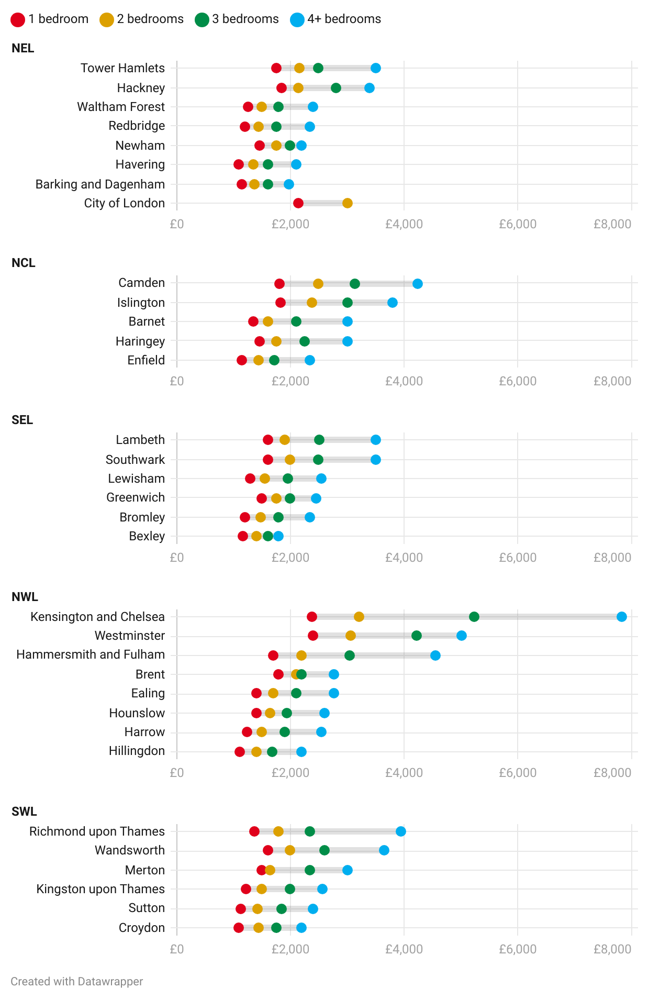 1 bedroom 2 bedrooms 3 bedrooms 4+ bedrooms
NEL
Tower Hamlets
Hackney
Waltham Forest
Redbridge
Newham
Havering
Barking and Dagenham
City of London
£0 £2,000 £4,000 £6,000 £8,000
NCL
Camden
Islington
Barnet
Haringey
Enfield
£0 £2,000 £4,000 £6,000 £8,000
SEL
Lambeth
Southwark
Lewisham
Greenwich
Bromley
Bexley
£0 £2,000 £4,000 £6,000 £8,000
NWL
Kensington and Chelsea
Westminster
Hammersmith and Fulham
Brent
Ealing
Hounslow
Harrow
Hillingdon
£0 £2,000 £4,000 £6,000 £8,000
SWL
Richmond upon Thames
Wandsworth
Merton
Kingston upon Thames
Sutton
Croydon
£0 £2,000 £4,000 £6,000 £8,000
Created with Datawrapper